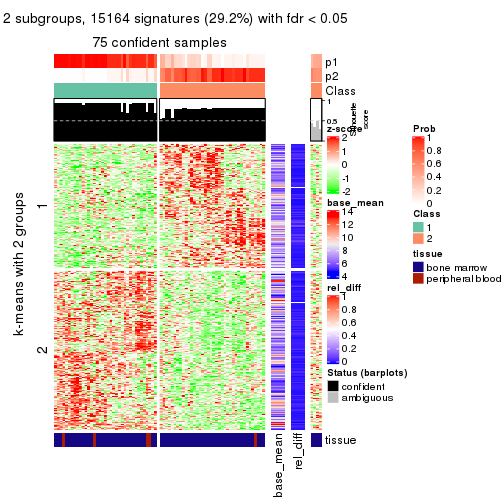 2 subgroups, 15164 signatures (29.2%) with fdr < 0.05
75 confident samples
p1
p2
Class
1
0.5
0
Silhouette
score
k-means with 2 groups
1
2
base_mean
rel_diff
tissue
z-score
2
1
0
-1
-2
base_mean
14
12
10
8
6
4
rel_diff
1
0.8
0.6
0.4
0.2
0
Status (barplots)
confident
ambiguous
Prob
1
0.8
0.6
0.4
0.2
0
Class
1
2
tissue
bone marrow
peripheral blood